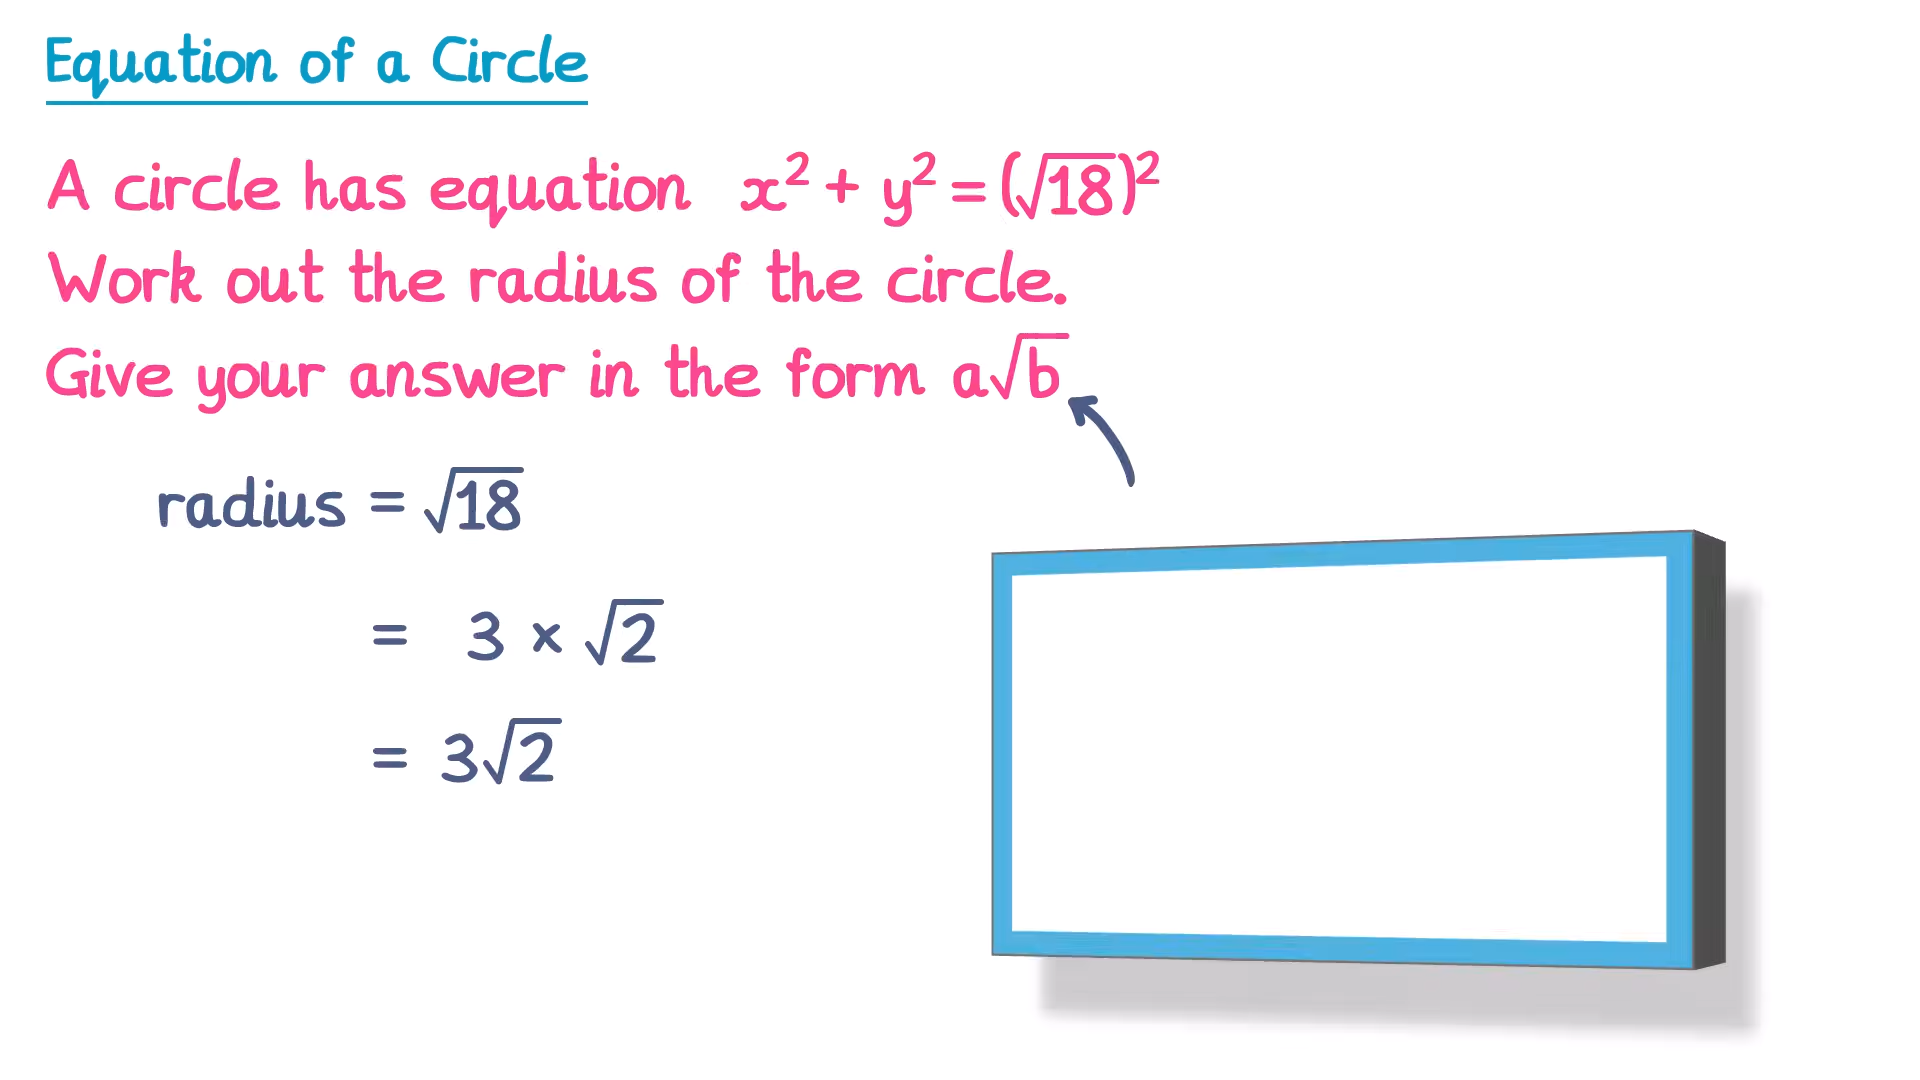 Equation of a Circle
A circle has equation x² + y² = (√18)²
Work out the radius of the circle.
Give your answer in the form a√b
radius = √18
= 3 × √2
= 3√2